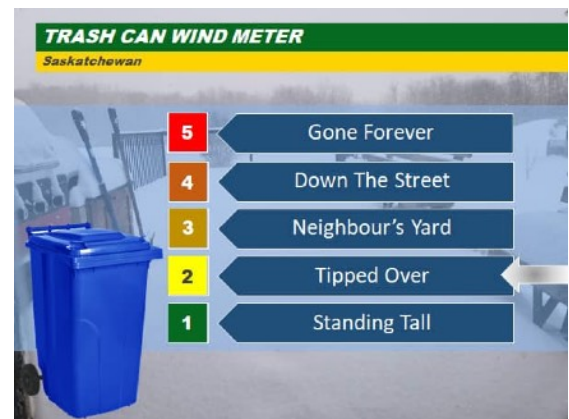 TRASH CAN WIND METER
Saskatchewan
5 Gone Forever
4 Down The Street
3 Neighbour's Yard
2 Tipped Over
1 Standing Tall